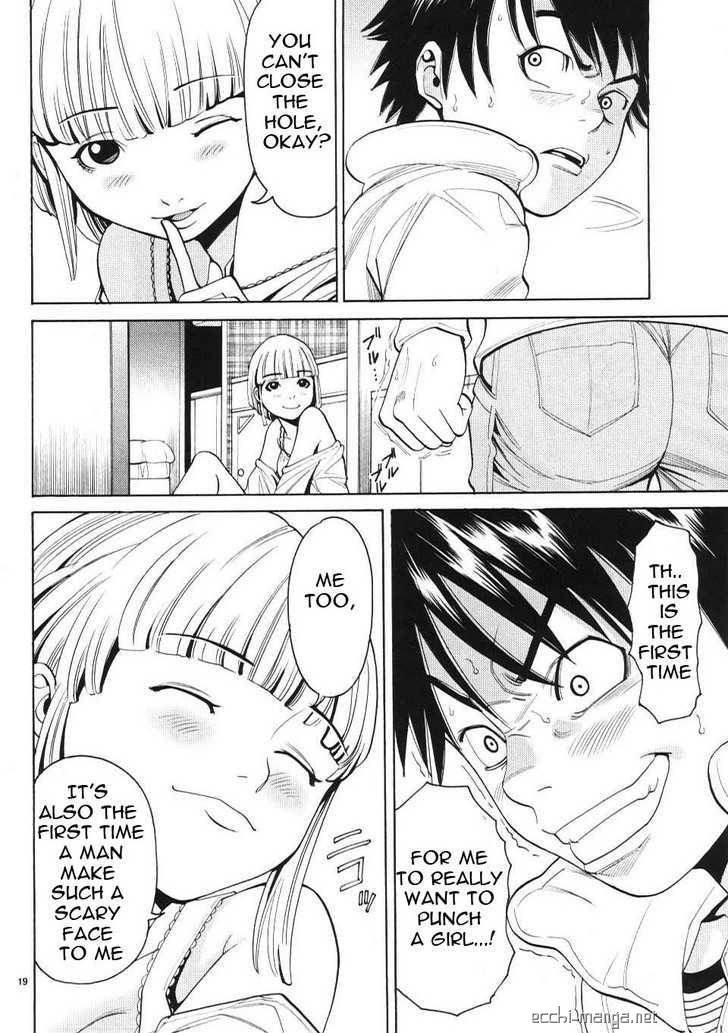 YOU
CAN'T
CLOSE
THE
HOLE,
OKAY?
TH..
THIS
IS
THE
FIRST
TIME
FOR ME
TO REALLY
WANT TO
PUNCH
A GIRL...!
ME
TOO,
IT'S
ALSO THE
FIRST TIME
A MAN
MAKE
SUCH A
SCARY
FACE
TO ME
19
ecchi-manga.net